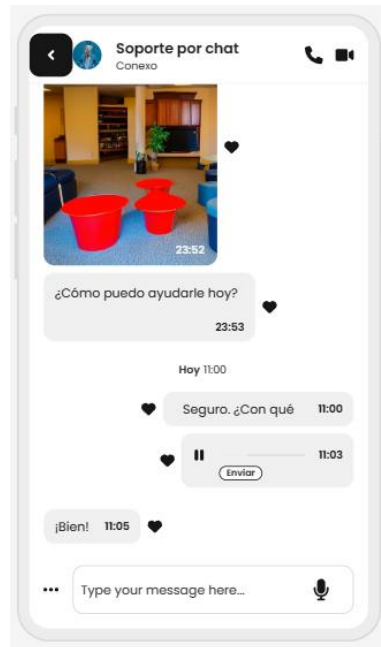 Soporte por chat
Conexo
23:52
¿Cómo puedo ayudarle hoy?
23:53
Hoy 11:00
Seguro. ¿Con qué 11:00
11:03
Enviar
¡Bien! 11:05
Type your message here...